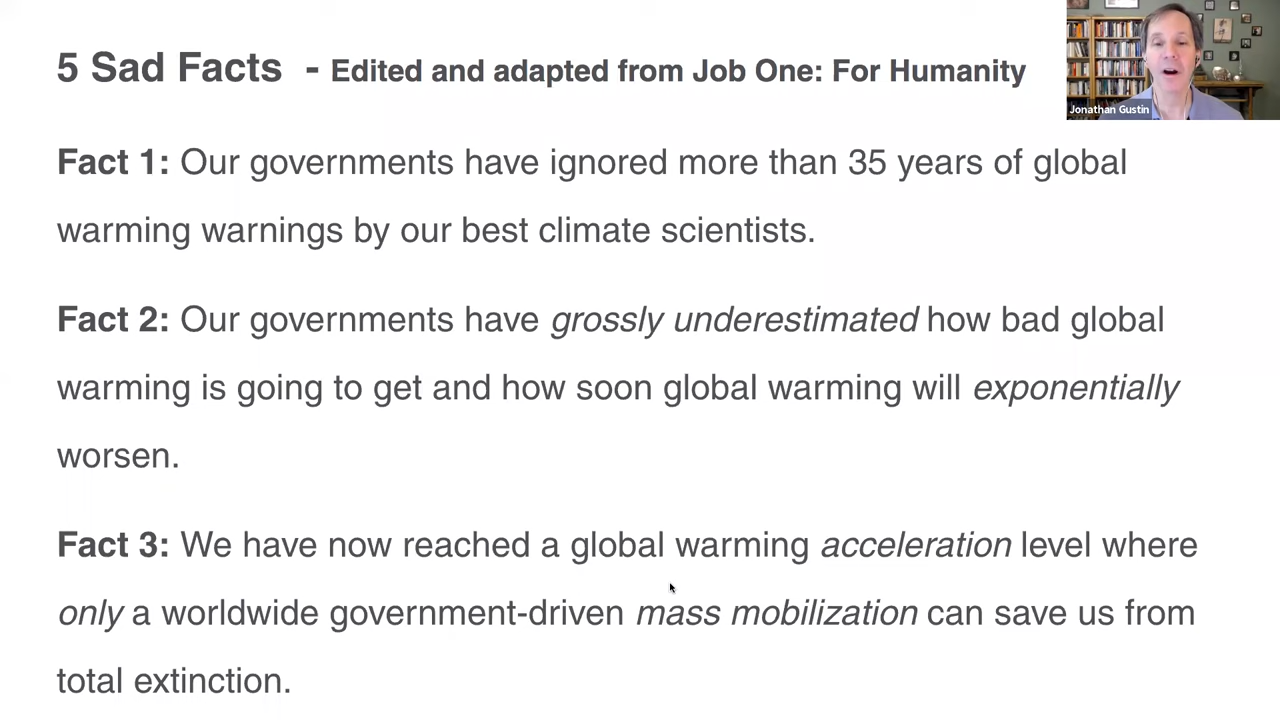 5 Sad Facts - Edited and adapted from Job One: For Humanity
Jonathan Gustin
Fact 1: Our governments have ignored more than 35 years of global
warming warnings by our best climate scientists.
Fact 2: Our governments have grossly underestimated how bad global
warming is going to get and how soon global warming will exponentially
worsen.
Fact 3: We have now reached a global warming acceleration level where
only a worldwide government-driven mass mobilization can save us from
total extinction.